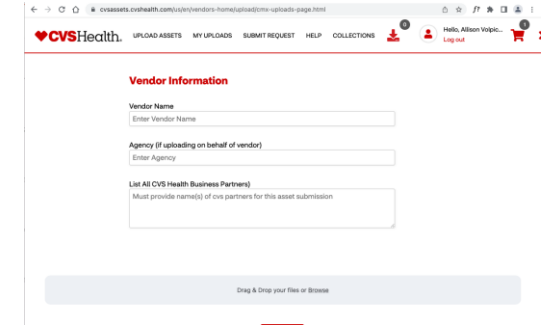 cvsassets.cvshealth.com/us/en/vendors-home/upload/cms-uploads-page.html
CVSHealth. UPLOAD ASSETS MY UPLOADS SUBMIT REQUEST HELP COLLECTIONS 0 Hello, Allison Volpic...
Log out
Vendor Information
Vendor Name
Enter Vendor Name
Agency (if uploading on behalf of vendor)
Enter Agency
List All CVS Health Business Partners)
Must provide name(s) of cvs partners for this asset submission
Drag & Drop your files or Browse